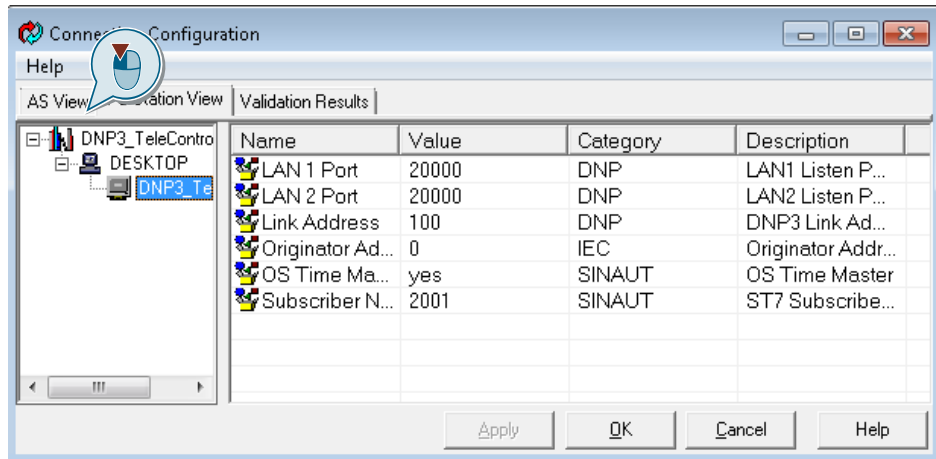 Connection Configuration
Help
AS View Station View Validation Results
DNP3_TeleContro
DESKTOP
DNP3_Te
Name Value Category Description
LAN 1 Port 20000 DNP LAN1 Listen P...
LAN 2 Port 20000 DNP LAN2 Listen P...
Link Address 100 DNP DNP3 Link Ad...
Originator Ad... 0 IEC Originator Addr...
OS Time Ma... yes SINAUT OS Time Master
Subscriber N... 2001 SINAUT ST7 Subscribe...
Apply OK Cancel Help